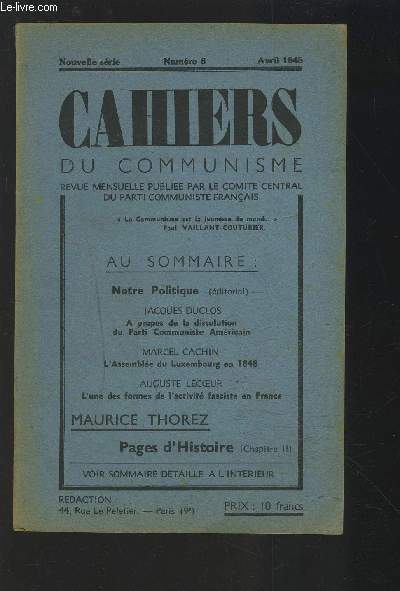 Le-livre.fr
Nouvelle série Numéro 6 Avril 1945
CAHIERS
DU COMMUNISME
REVUE MENSUELLE PUBLIÉE PAR LE COMITÉ CENTRAL
DU PARTI COMMUNISTE FRANÇAIS
« Le Communisme est la jeunesse du monde. »
Paul VAILLANT-COUTURIER.
AU SOMMAIRE :
Notre Politique (éditorial)
JACQUES DUCLOS
A propos de la dissolution
du Parti Communiste Américain
MARCEL CACHIN
L'Assemblée du Luxembourg en 1848
AUGUSTE LECŒUR
L'une des formes de l'activité fasciste en France
MAURICE THOREZ
Pages d'Histoire (Chapitre II)
VOIR SOMMAIRE DÉTAILLÉ A L'INTÉRIEUR
RÉDACTION
44, Rue Le Peletier. — Paris (9e)
PRIX : 10 francs